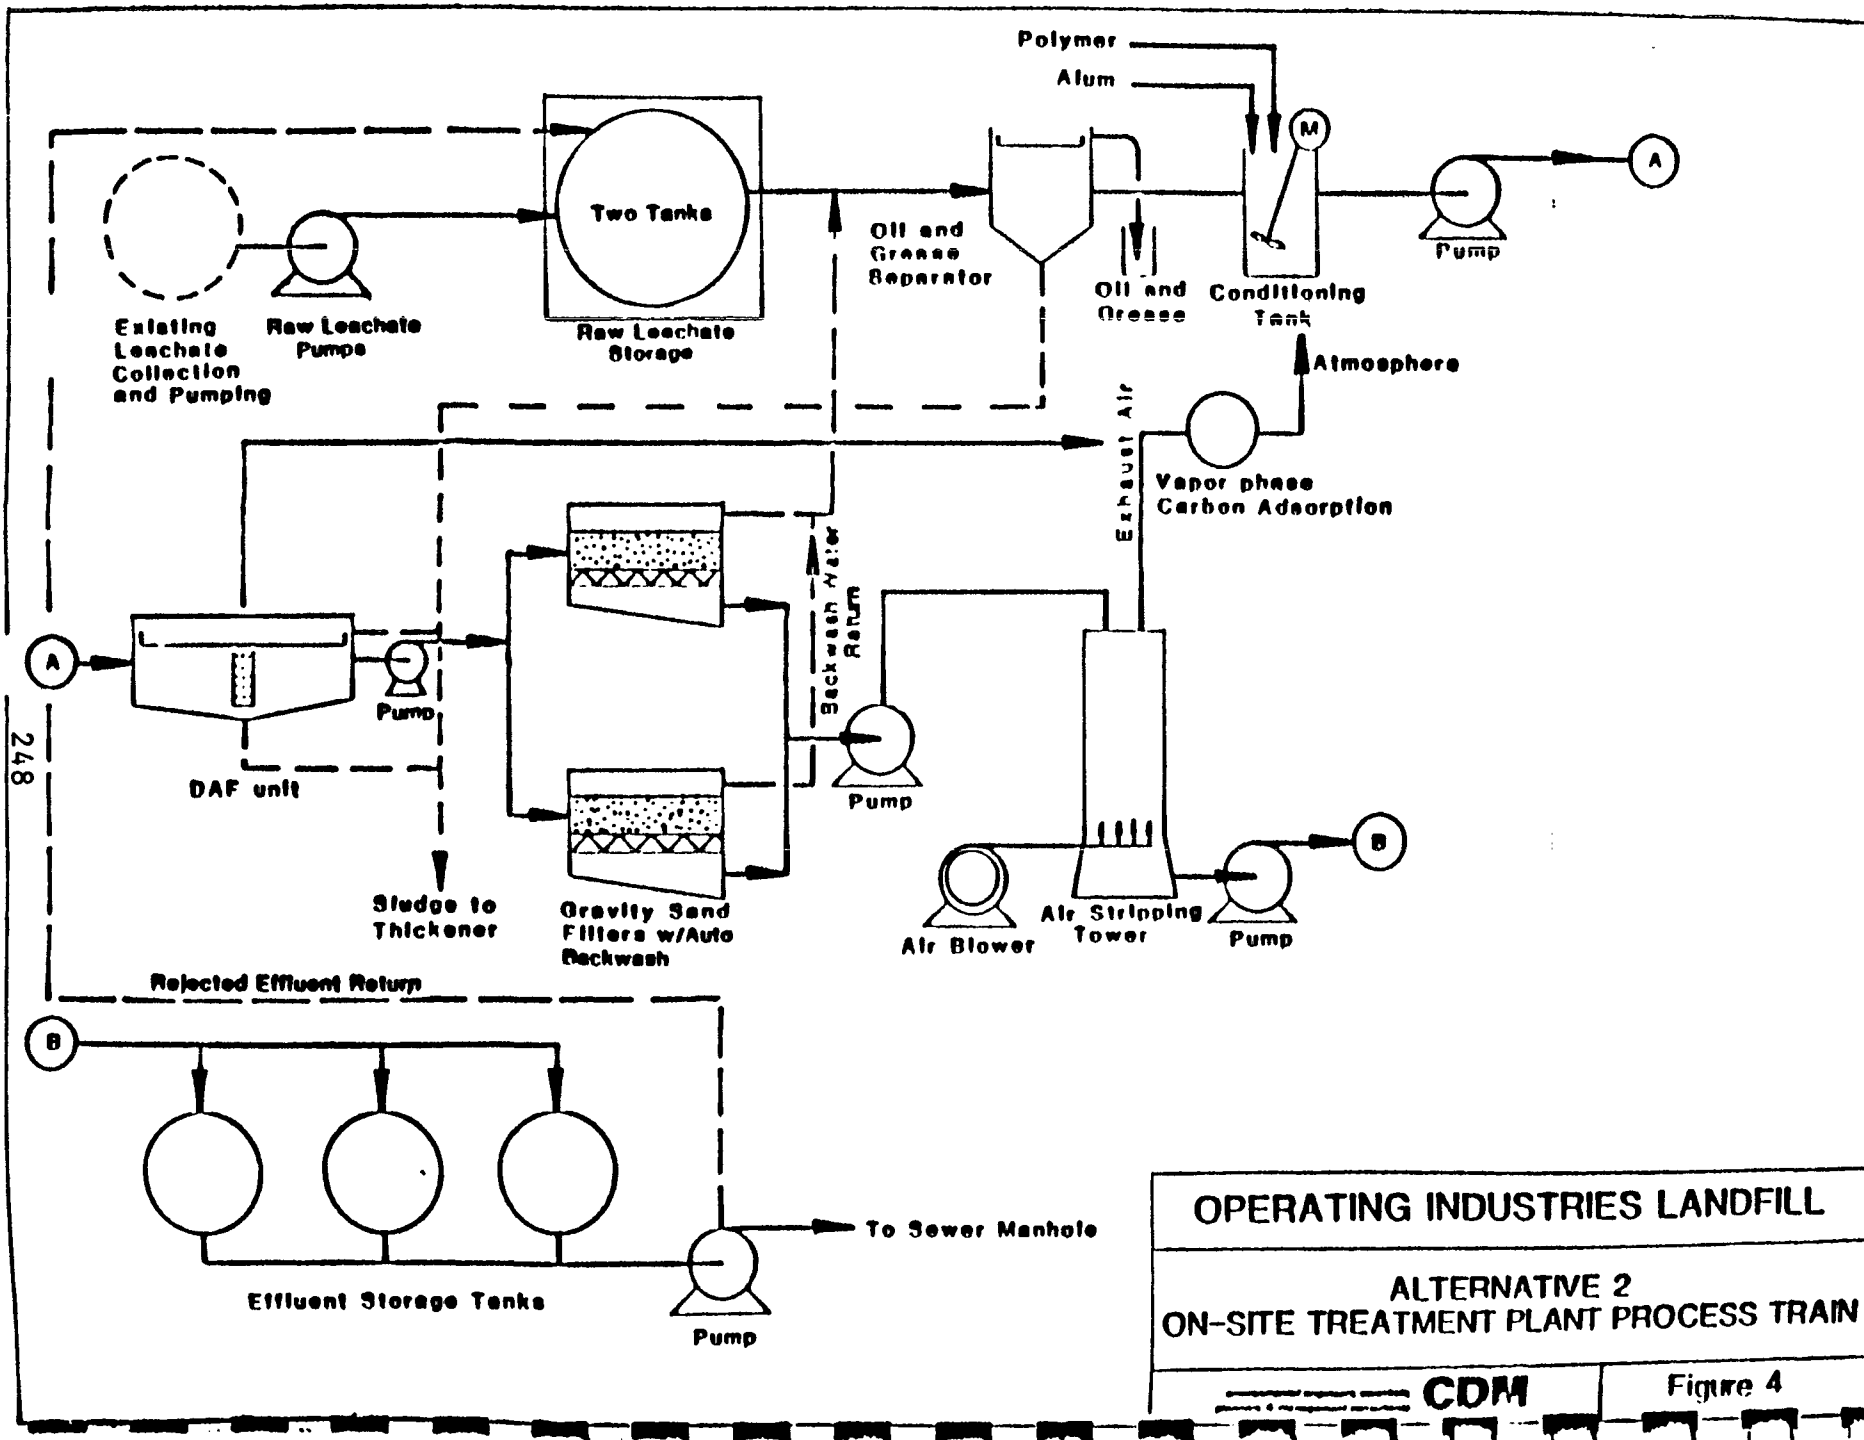 Polymer
Alum
M
A
Two Tanks
Oil and
Grease
Separator
Pump
Oil and
Grease
Conditioning
Tank
Existing
Leachate
Collection
and Pumping
Raw Leachate
Pumps
Raw Leachate
Storage
Atmosphere
Exhaust Air
Vapor phase
Carbon Adsorption
Backwash Water
Return
A
Pump
DAF unit
248
Pump
B
Sludge to
Thickener
Gravity Sand
Filters w/Auto
Backwash
Air Blower
Air Stripping
Tower
Pump
Rejected Effluent Return
B
To Sewer Manhole
Effluent Storage Tanks
Pump
OPERATING INDUSTRIES LANDFILL
ALTERNATIVE 2
ON-SITE TREATMENT PLANT PROCESS TRAIN
CDM
Figure 4